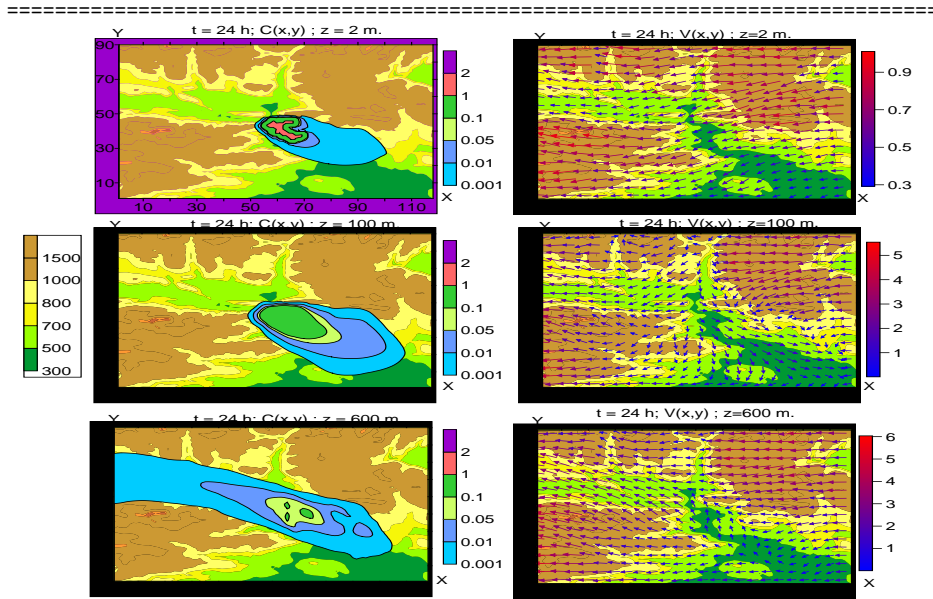 Y
t = 24 h; C(x,y) ; z = 2 m.
90
70
50
30
10
10 30 50 70 90 110
X
2
1
0.1
0.05
0.01
0.001
Y
t = 24 h; V(x,y) ; z=2 m.
0.9
0.7
0.5
0.3
X
t = 24 h; C(x,y) ; z = 100 m.
1500
1000
800
700
500
300
2
1
0.1
0.05
0.01
0.001
X
t = 24 h; V(x,y) ; z=100 m.
5
4
3
2
1
X
Y
t = 24 h; C(x,y) ; z = 600 m.
2
1
0.1
0.05
0.01
0.001
X
Y
t = 24 h; V(x,y) ; z=600 m.
6
5
4
3
2
1
X